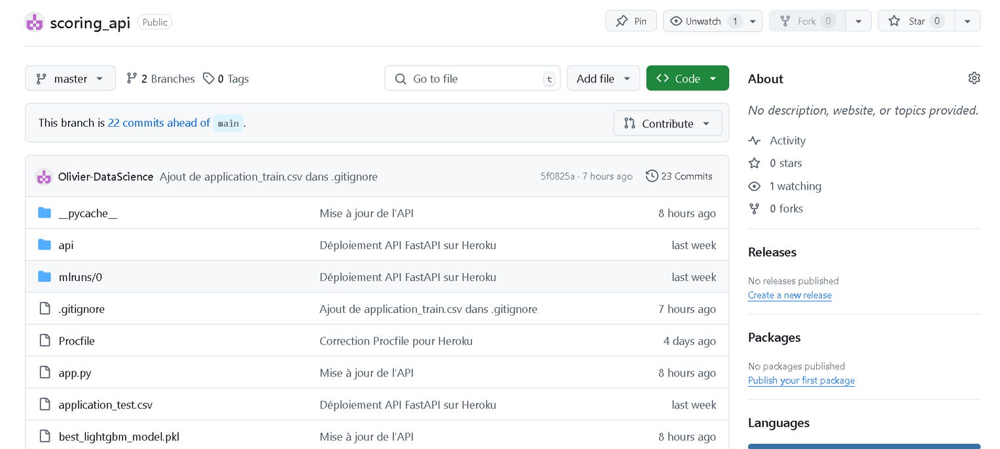 scoring_api Public Pin Unwatch 1 Fork 0 Star 0
master 2 Branches 0 Tags Go to file t Add file Code
This branch is 22 commits ahead of main . Contribute
Olivier-DataScience Ajout de application_train.csv dans .gitignore 5f0825a · 7 hours ago 23 Commits
__pycache__ Mise à jour de l'API 8 hours ago
api Déploiement API FastAPI sur Heroku last week
mlruns/0 Déploiement API FastAPI sur Heroku last week
.gitignore Ajout de application_train.csv dans .gitignore 7 hours ago
Procfile Correction Procfile pour Heroku 4 days ago
app.py Mise à jour de l'API 8 hours ago
application_test.csv Déploiement API FastAPI sur Heroku last week
best_lightgbm_model.pkl Mise à jour de l'API 8 hours ago
About
No description, website, or topics provided.
Activity
0 stars
1 watching
0 forks
Releases
No releases published
Create a new release
Packages
No packages published
Publish your first package
Languages